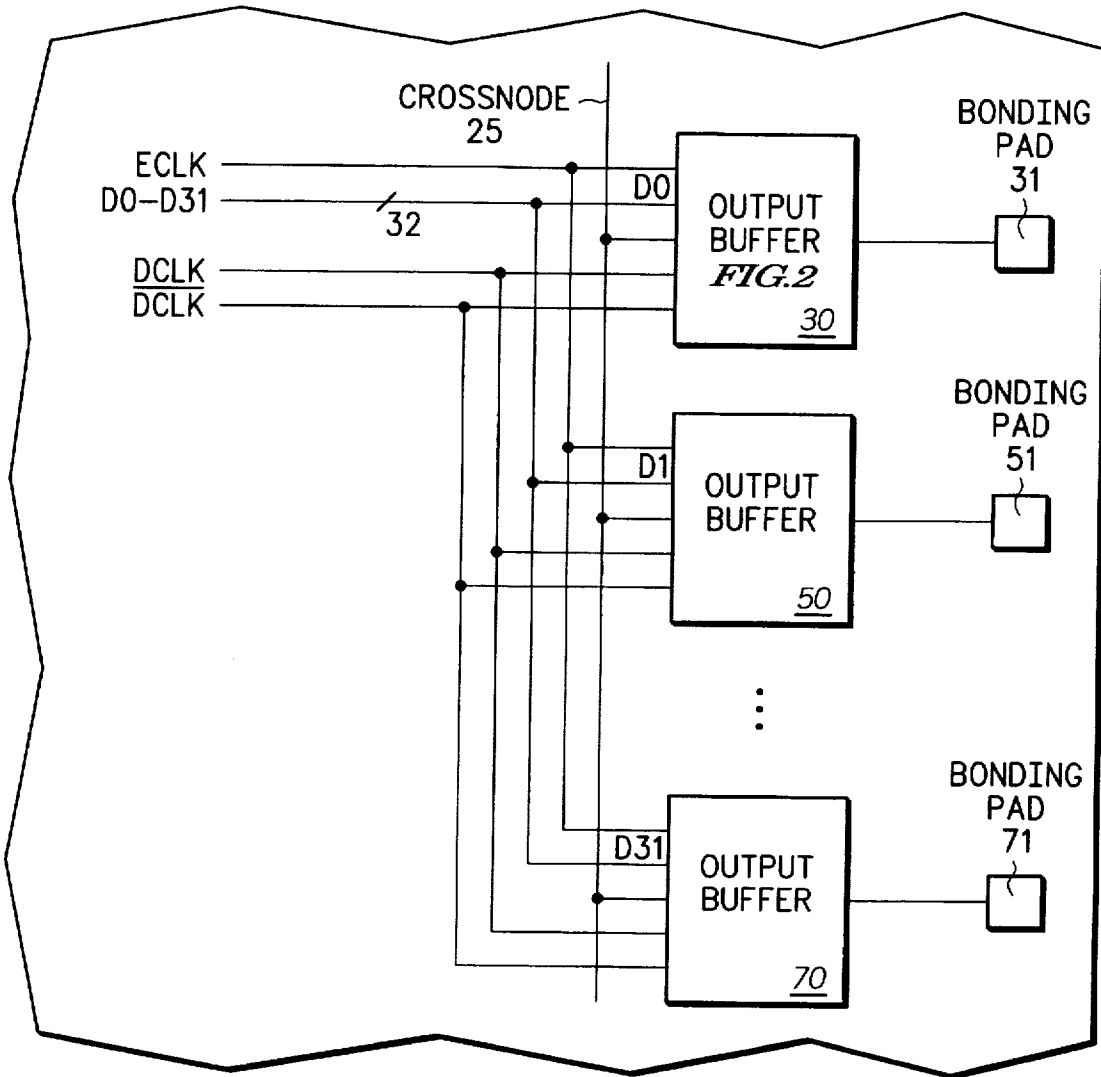 CROSSNODE
25
BONDING
PAD
31
ECLK
D0-D31
32
D0
OUTPUT
BUFFER
FIG.2
30
DCLK
DCLK
BONDING
PAD
51
D1
OUTPUT
BUFFER
50
BONDING
PAD
71
D31
OUTPUT
BUFFER
70